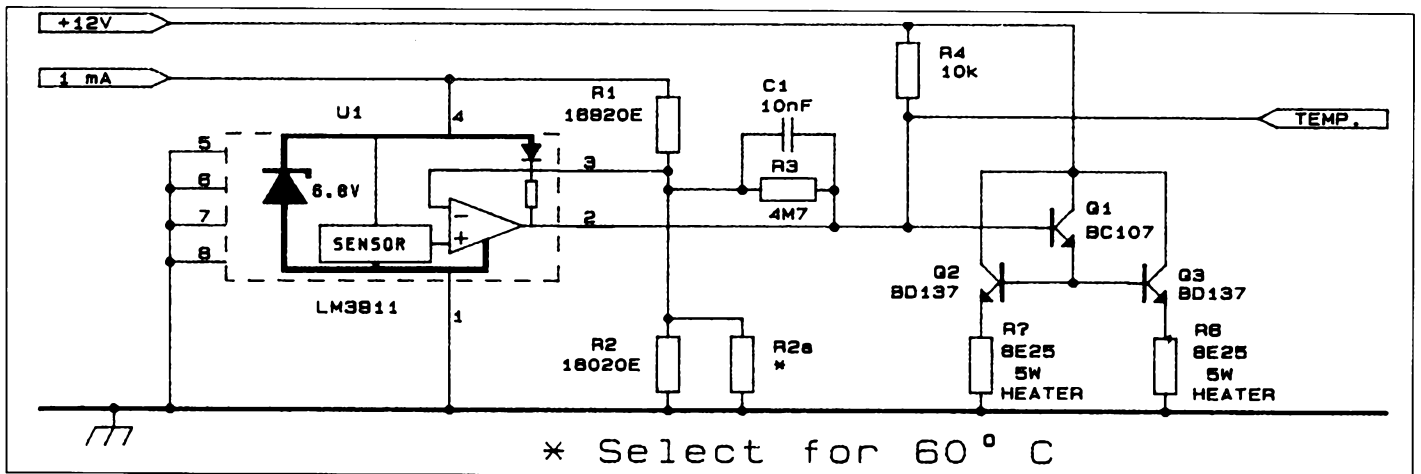 +12V
1 mA
R4
10k
C1
10nF
R1
18820E
TEMP.
U1
4
5
6
7
8
6.8V
3
R3
4M7
2
SENSOR
Q1
BC107
Q2
BD137
Q3
BD137
LM3911
1
R2
18020E
R2a
*
R7
8E25
5W
HEATER
R6
8E25
5W
HEATER
* Select for 60° C